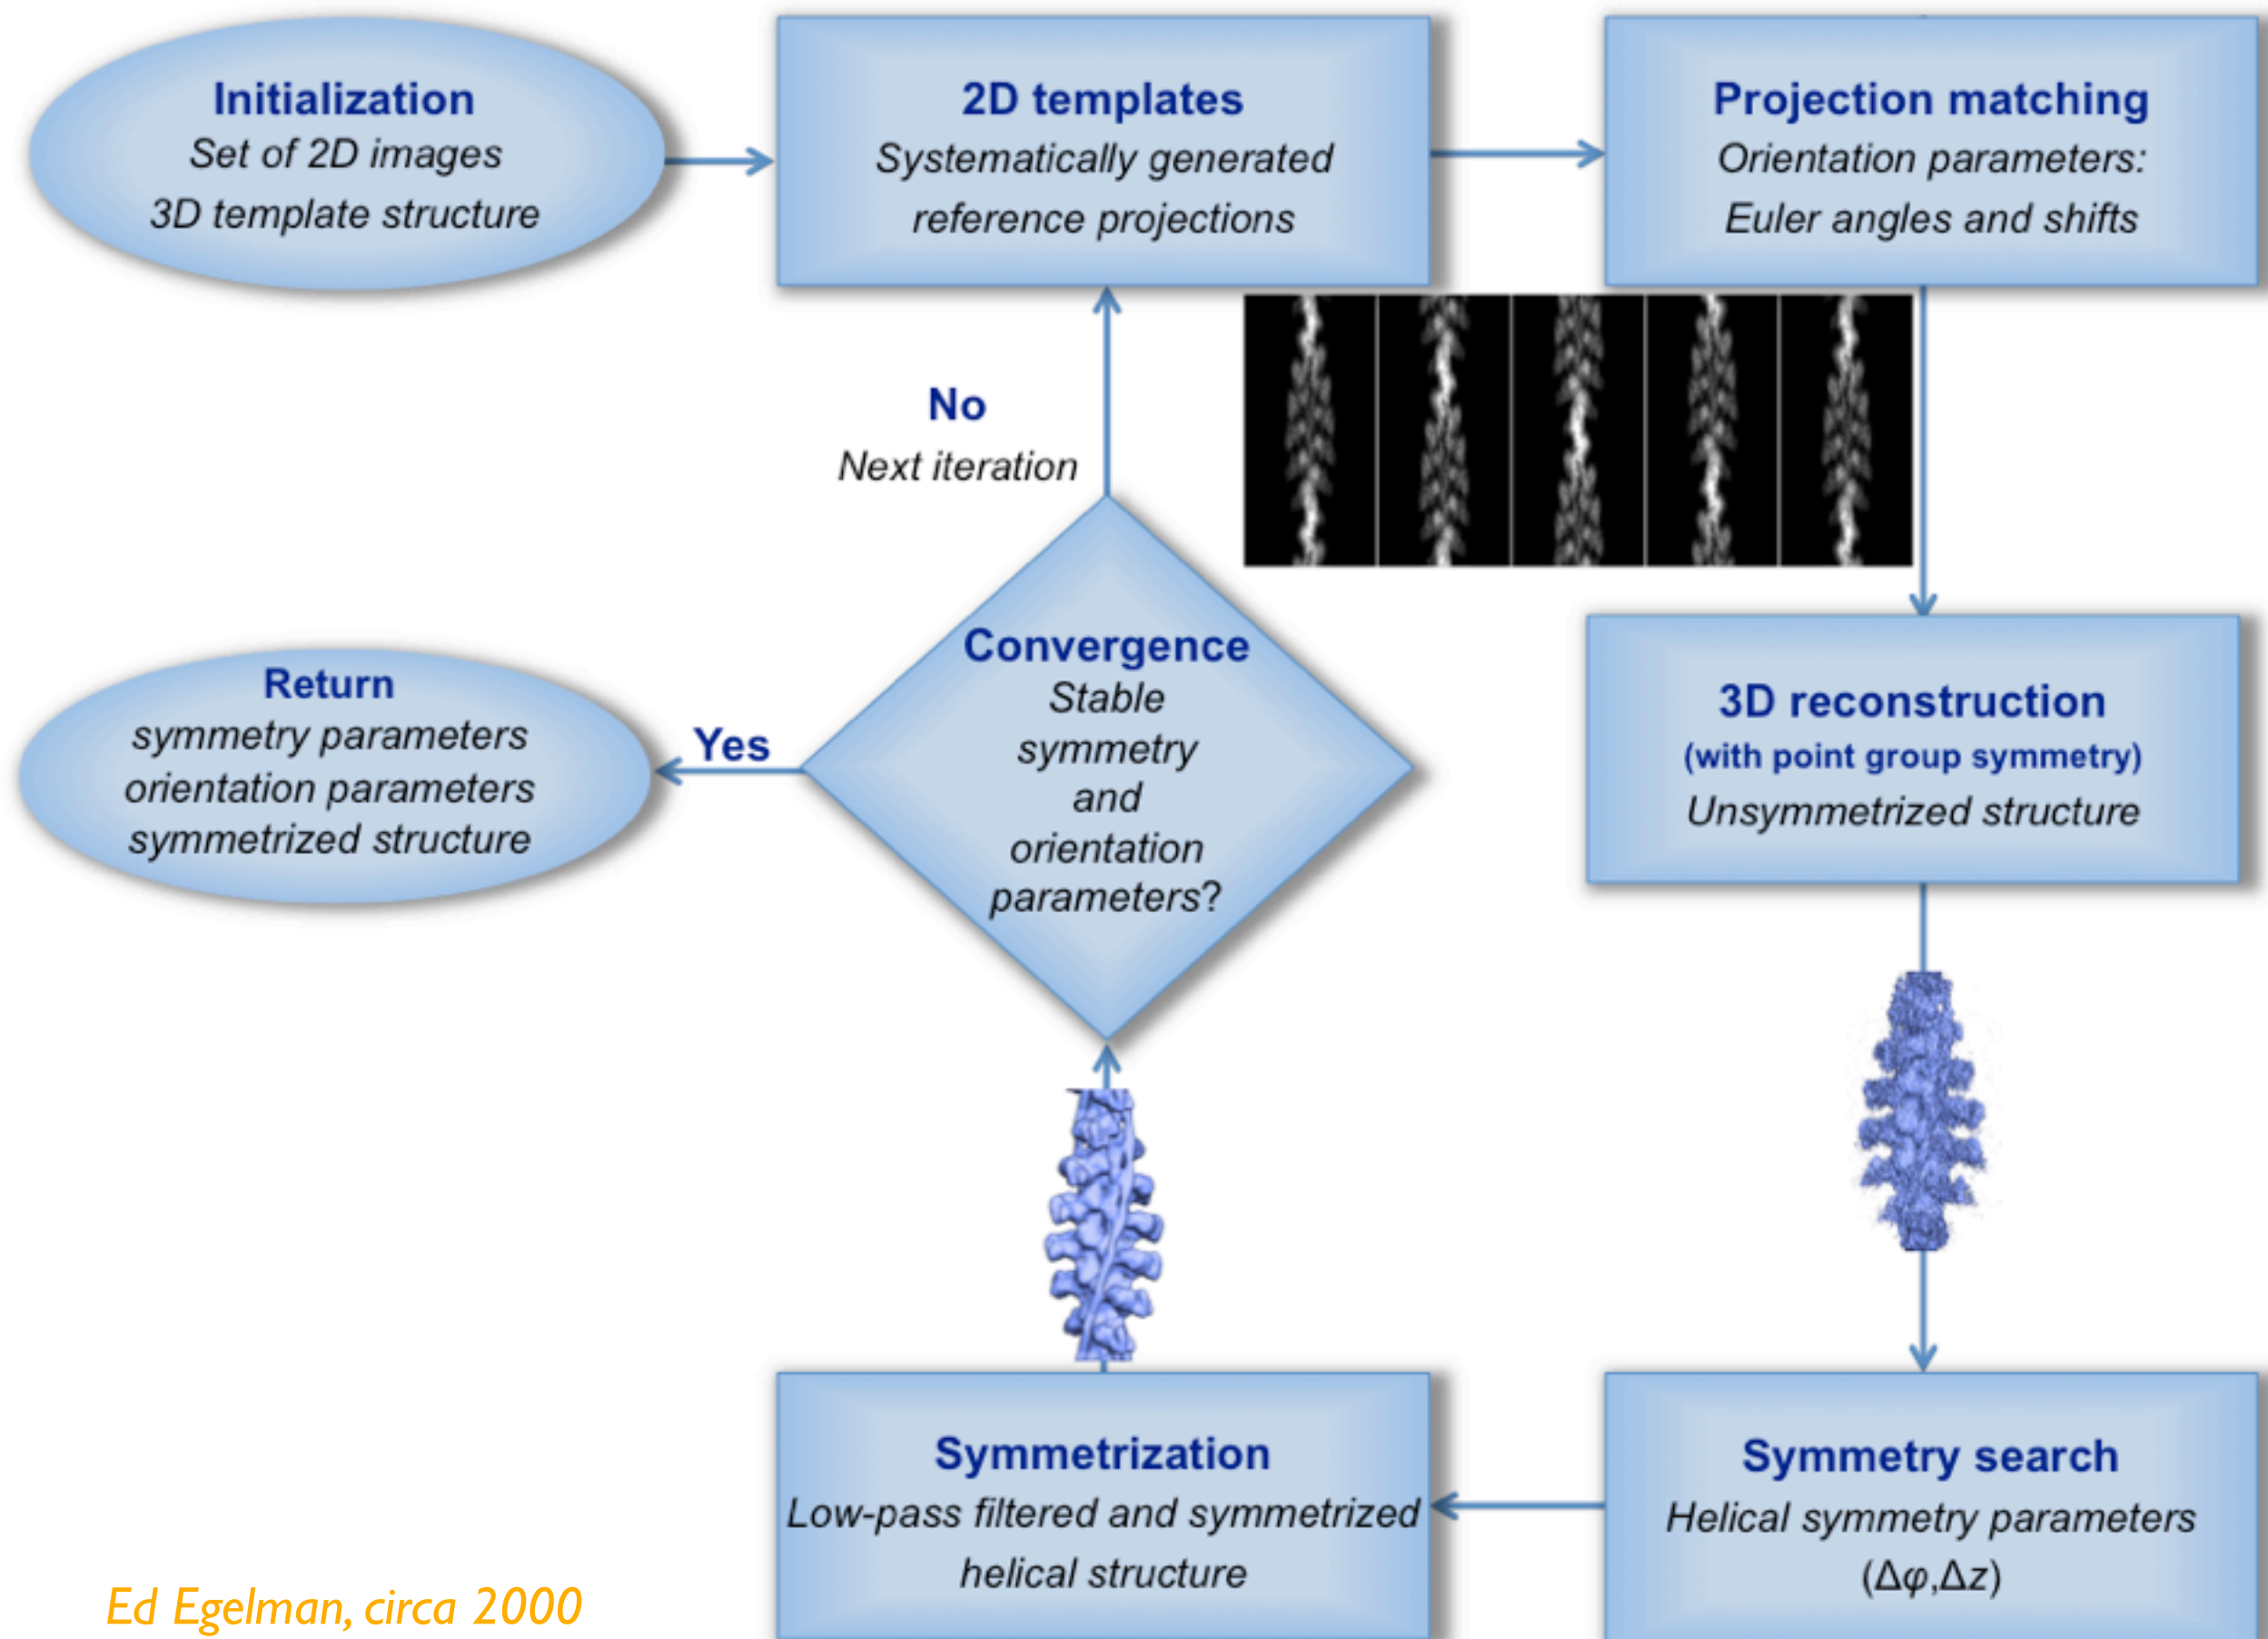 Initialization
Set of 2D images
3D template structure
2D templates
Systematically generated
reference projections
Projection matching
Orientation parameters:
Euler angles and shifts
No
Next iteration
Convergence
Stable
symmetry
and
orientation
parameters?
Yes
Return
symmetry parameters
orientation parameters
symmetrized structure
3D reconstruction
(with point group symmetry)
Unsymmetrized structure
Symmetrization
Low-pass filtered and symmetrized
helical structure
Symmetry search
Helical symmetry parameters
(Δφ,Δz)
Ed Egelman, circa 2000